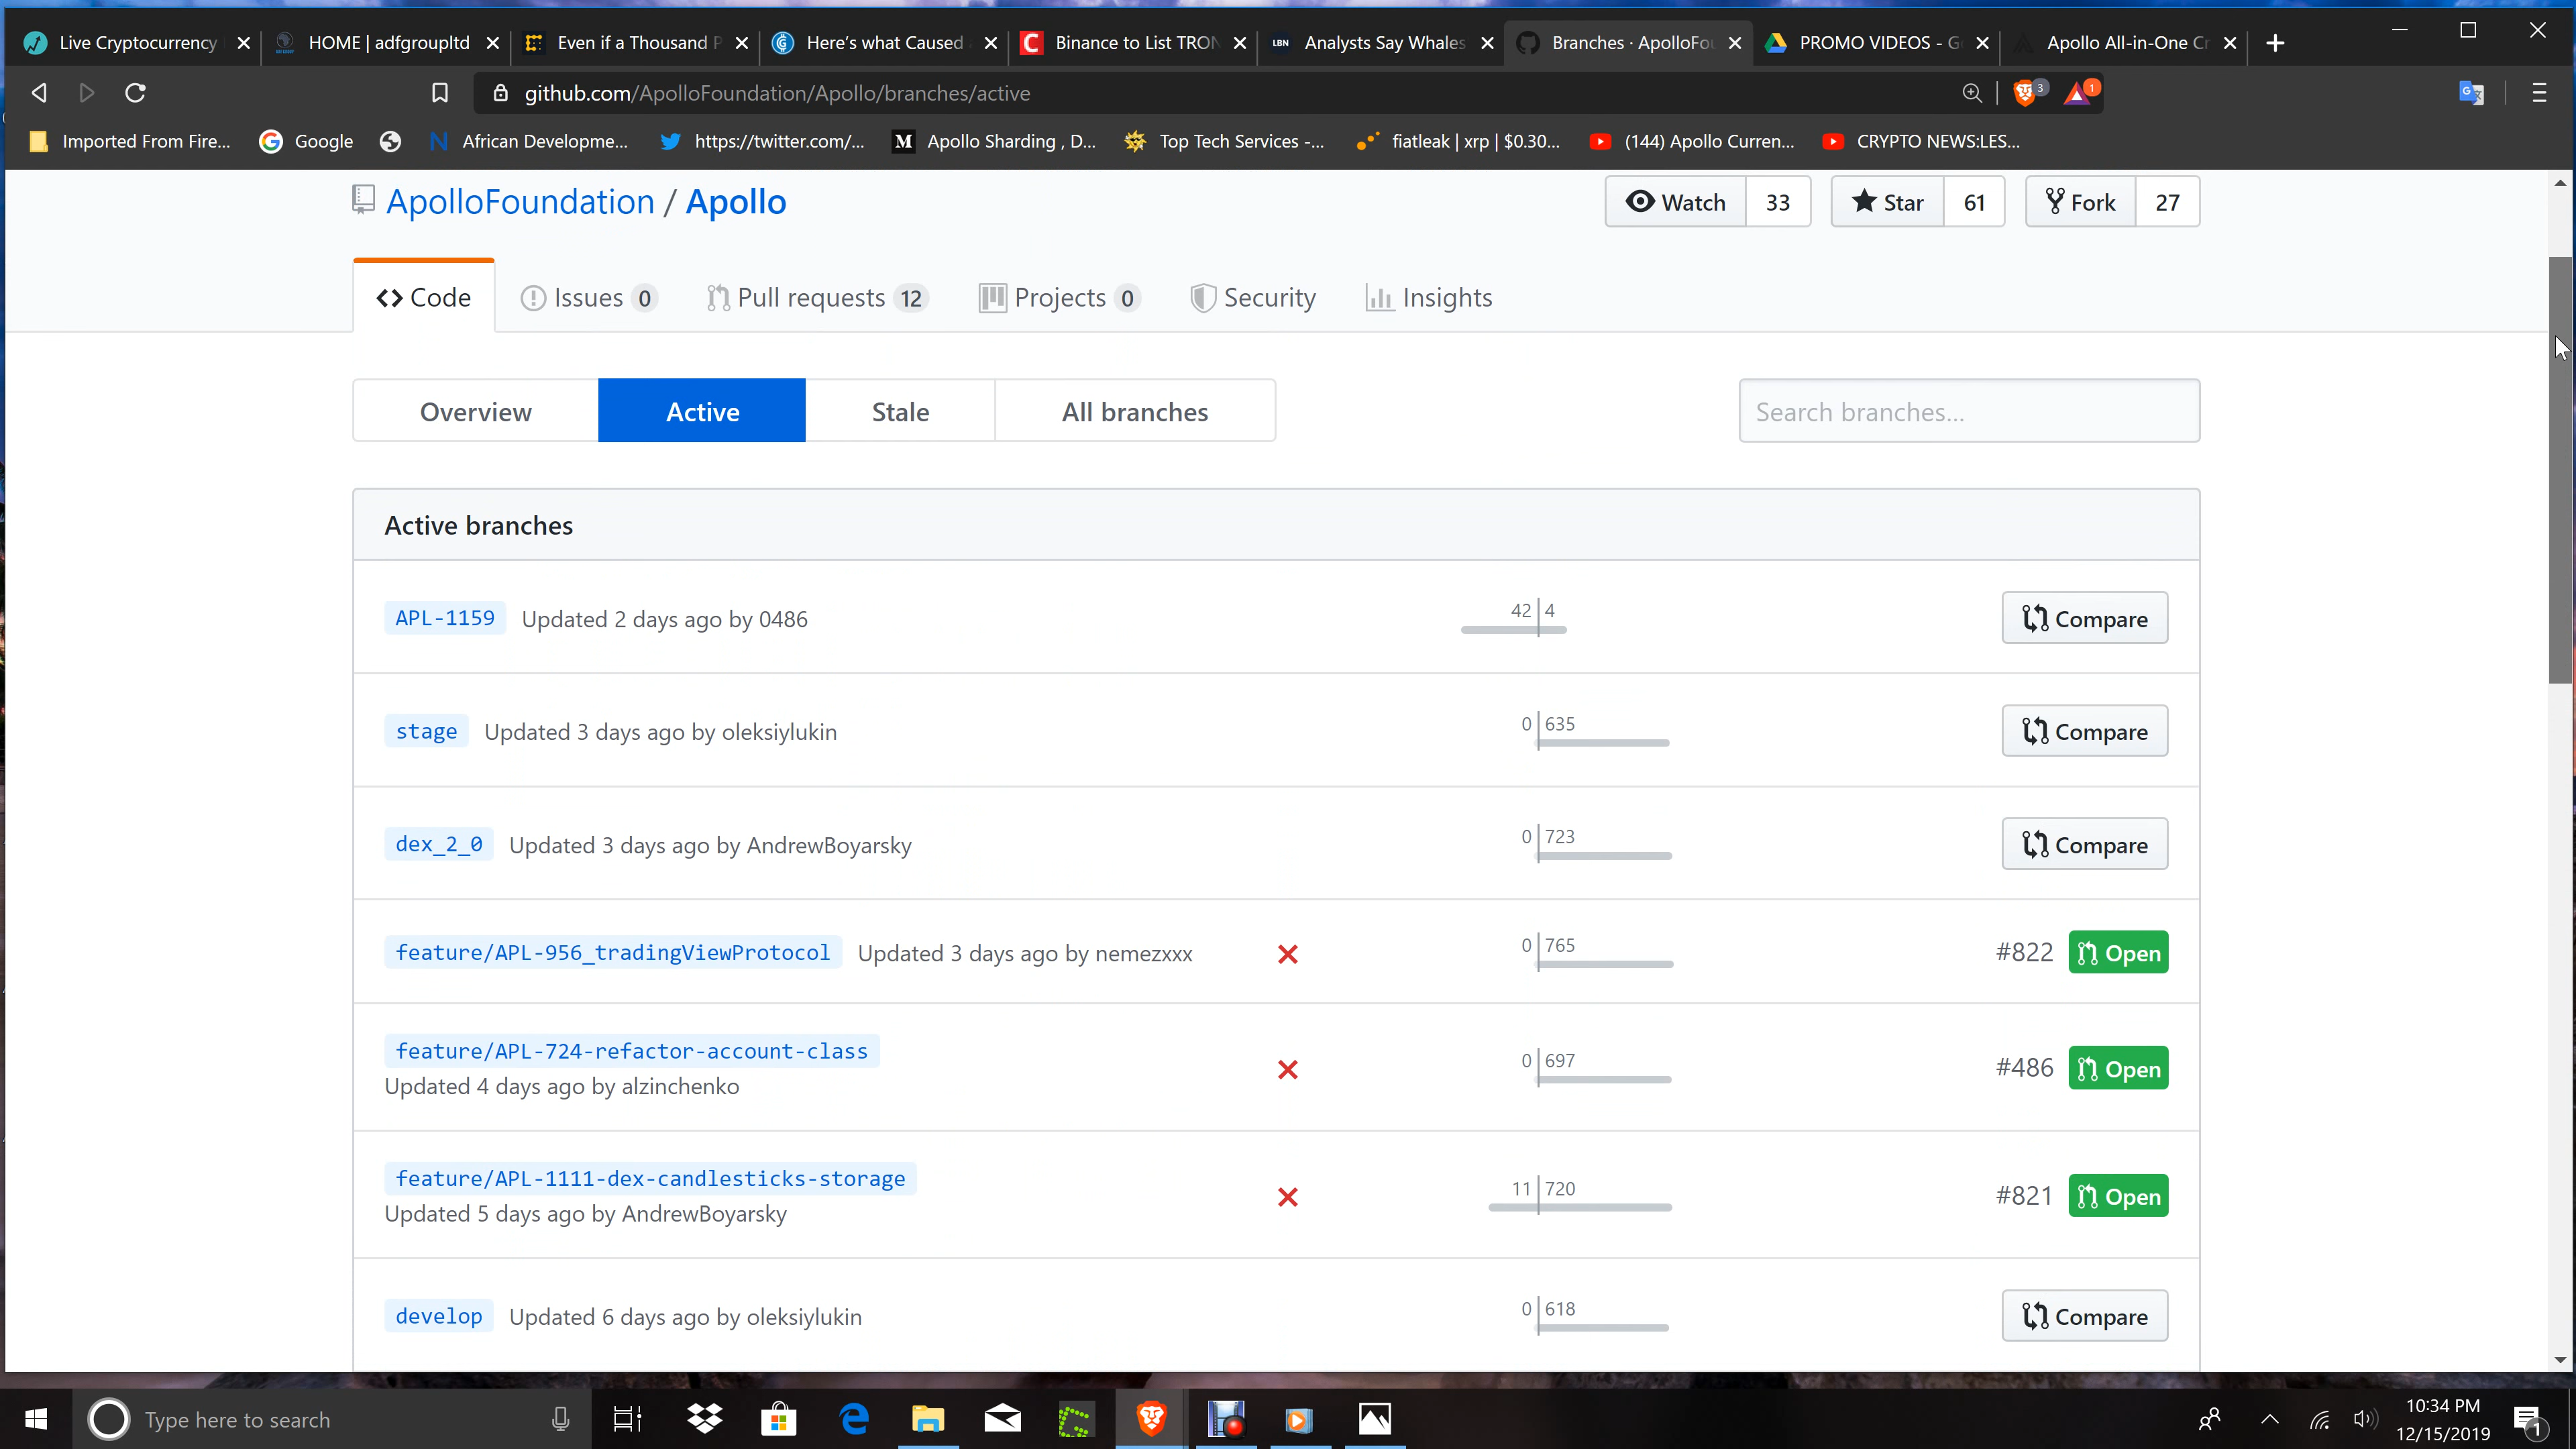 Live Cryptocurrency
HOME | adfgroupltd
Even if a Thousand P
Here's what Caused
Binance to List TRON
LBN
Analysts Say Whales
Branches · ApolloFou
PROMO VIDEOS - G
Apollo All-in-One Cr
github.com/ApolloFoundation/Apollo/branches/active
3
1
Imported From Fire...
Google
African Developme...
https://twitter.com/...
M
Apollo Sharding , D...
Top Tech Services -...
fiatleak | xrp | $0.30...
(144) Apollo Curren...
CRYPTO NEWS:LES...
ApolloFoundation / Apollo
Watch 33
Star 61
Fork 27
Code
Issues 0
Pull requests 12
Projects 0
Security
Insights
Overview
Active
Stale
All branches
Search branches...
Active branches
APL-1159 Updated 2 days ago by 0486
42 4
Compare
stage Updated 3 days ago by oleksiylukin
0 635
Compare
dex_2_0 Updated 3 days ago by AndrewBoyarsky
0 723
Compare
feature/APL-956_tradingViewProtocol Updated 3 days ago by nemezxxx
0 765
#822 Open
feature/APL-724-refactor-account-class
Updated 4 days ago by alzinchenko
0 697
#486 Open
feature/APL-1111-dex-candlesticks-storage
Updated 5 days ago by AndrewBoyarsky
11 720
#821 Open
develop Updated 6 days ago by oleksiylukin
0 618
Compare
Type here to search
10:34 PM
12/15/2019
1